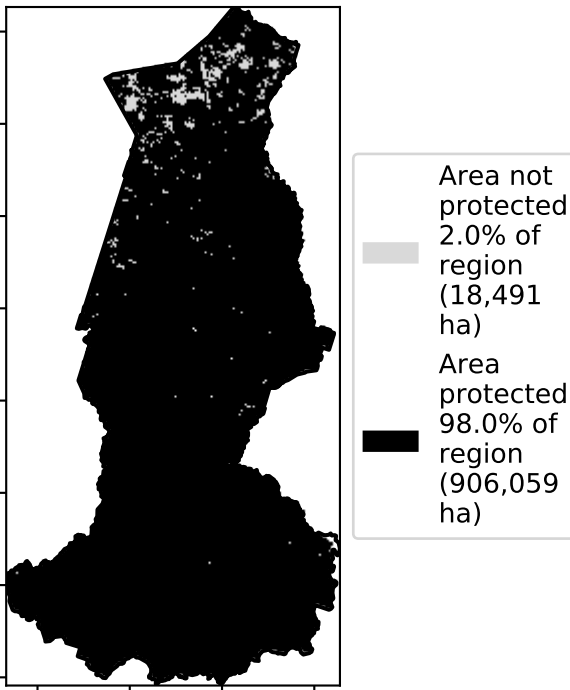 Area not
protected
2.0% of
region
(18,491
ha)
Area
protected
98.0% of
region
(906,059
ha)